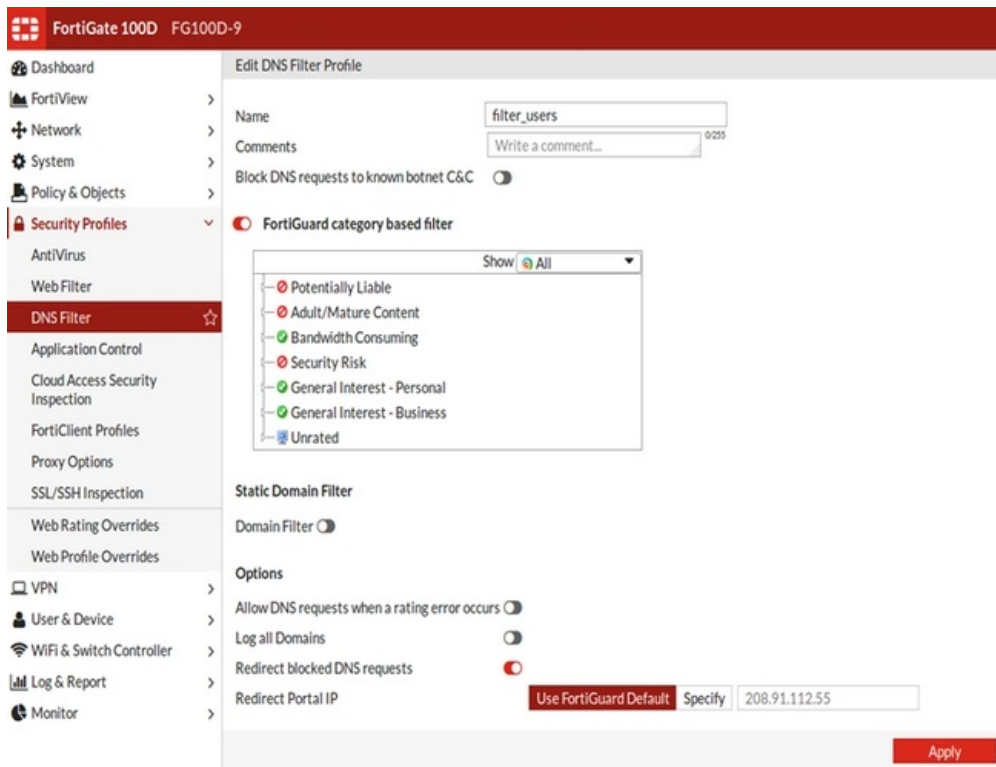 FortiGate 100D FG100D-9
Dashboard
FortiView
Network
System
Policy & Objects
Security Profiles
AntiVirus
Web Filter
DNS Filter
Application Control
Cloud Access Security
Inspection
FortiClient Profiles
Proxy Options
SSL/SSH Inspection
Web Rating Overrides
Web Profile Overrides
VPN
User & Device
WiFi & Switch Controller
Log & Report
Monitor
Edit DNS Filter Profile
Name filter_users
Comments Write a comment... 0/255
Block DNS requests to known botnet C&C
FortiGuard category based filter
Show All
Potentially Liable
Adult/Mature Content
Bandwidth Consuming
Security Risk
General Interest - Personal
General Interest - Business
Unrated
Static Domain Filter
Domain Filter
Options
Allow DNS requests when a rating error occurs
Log all Domains
Redirect blocked DNS requests
Redirect Portal IP Use FortiGuard Default Specify 208.91.112.55
Apply